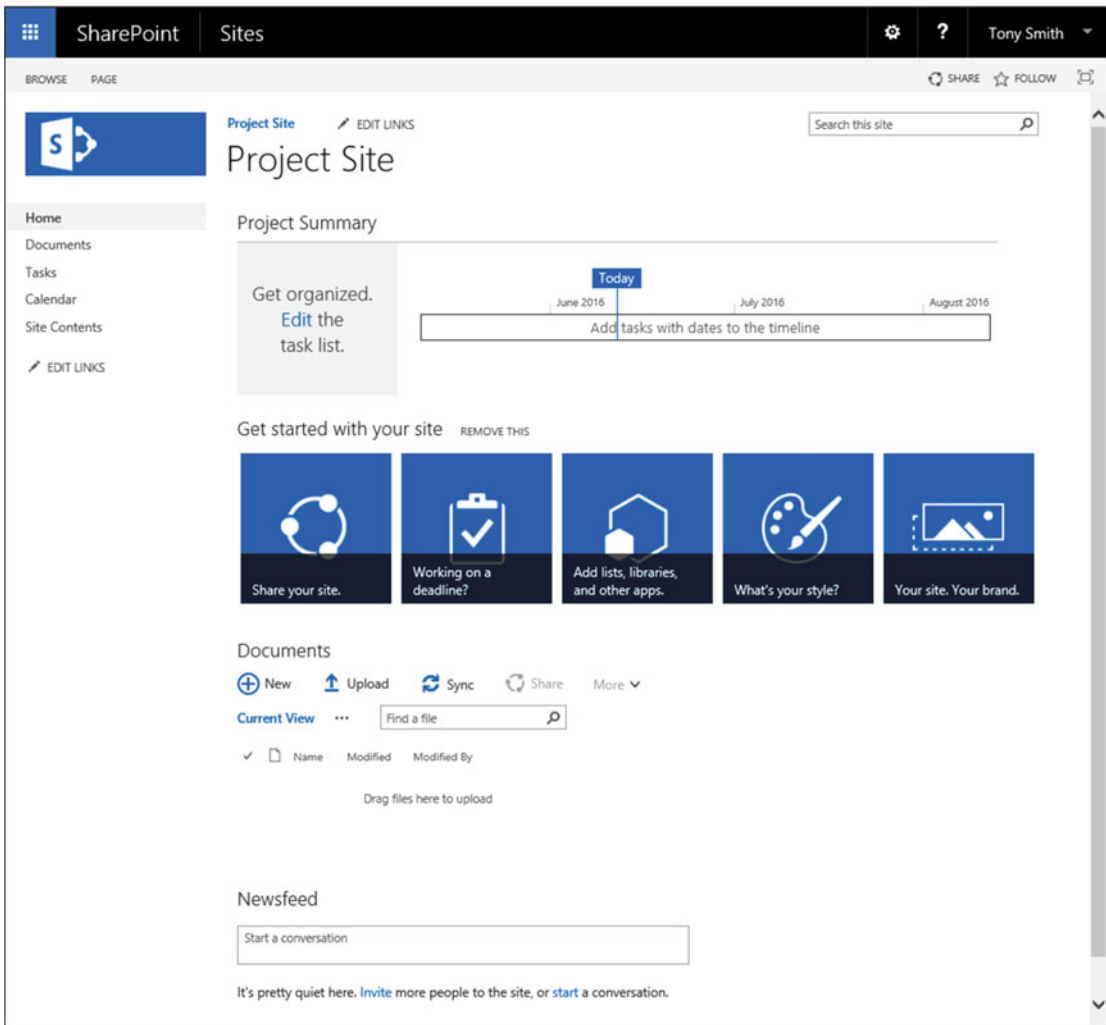 SharePoint Sites ? Tony Smith
BROWSE PAGE SHARE FOLLOW
S
Project Site EDIT LINKS Search this site
Project Site
Home
Documents
Tasks
Calendar
Site Contents
EDIT LINKS
Project Summary
Get organized.
Edit the
task list.
Today
June 2016 July 2016 August 2016
Add tasks with dates to the timeline
Get started with your site REMOVE THIS
Share your site.
Working on a
deadline?
Add lists, libraries,
and other apps.
What's your style?
Your site. Your brand.
Documents
New Upload Sync Share More
Current View ••• Find a file
Name Modified Modified By
Drag files here to upload
Newsfeed
Start a conversation
It's pretty quiet here. Invite more people to the site, or start a conversation.